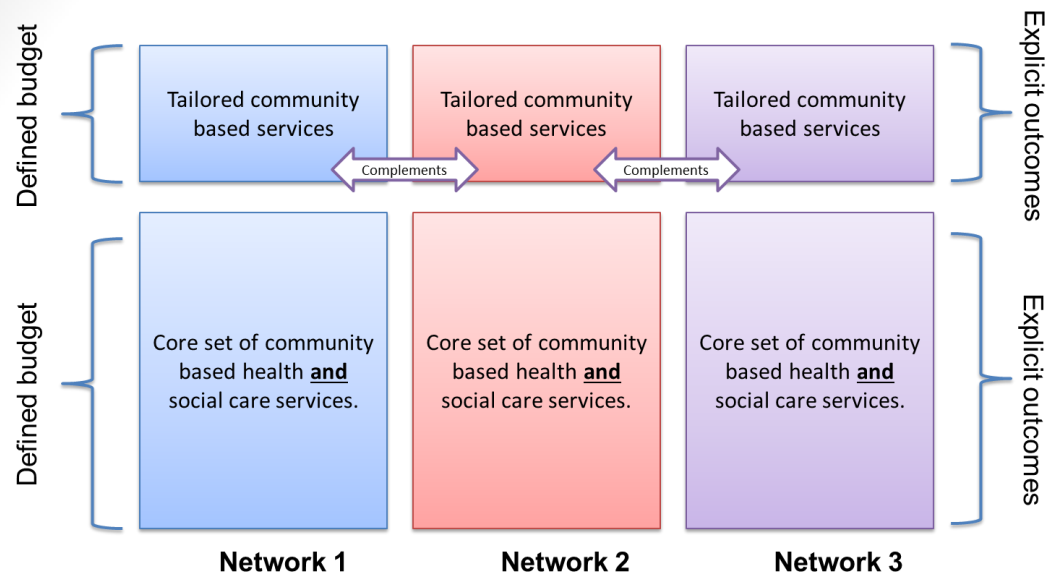 Defined budget
Tailored community
based services
Tailored community
based services
Tailored community
based services
Explicit outcomes
Complements
Complements
Defined budget
Core set of community
based health and
social care services.
Core set of community
based health and
social care services.
Core set of community
based health and
social care services.
Explicit outcomes
Network 1
Network 2
Network 3